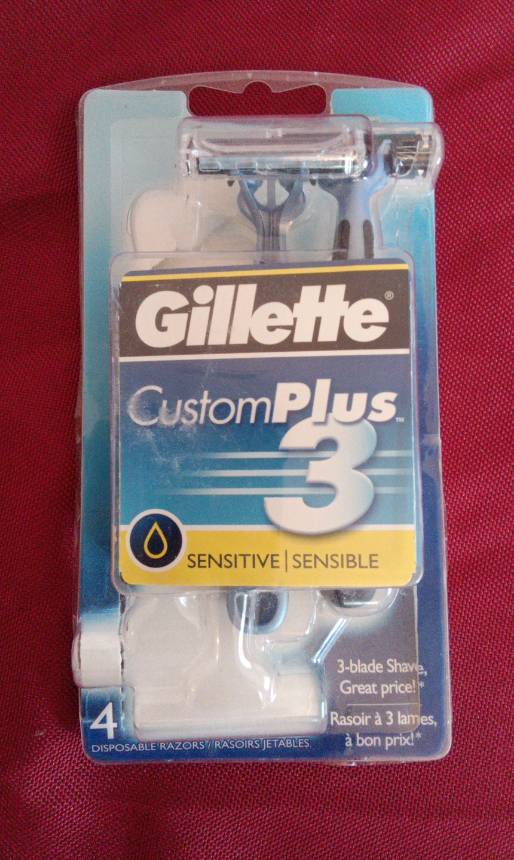 Gillette®
CustomPlus™
3
SENSITIVE | SENSIBLE
3-blade Shave,
Great price!*
Rasoir à 3 lames,
à bon prix!*
4
DISPOSABLE RAZORS / RASOIRS JETABLES